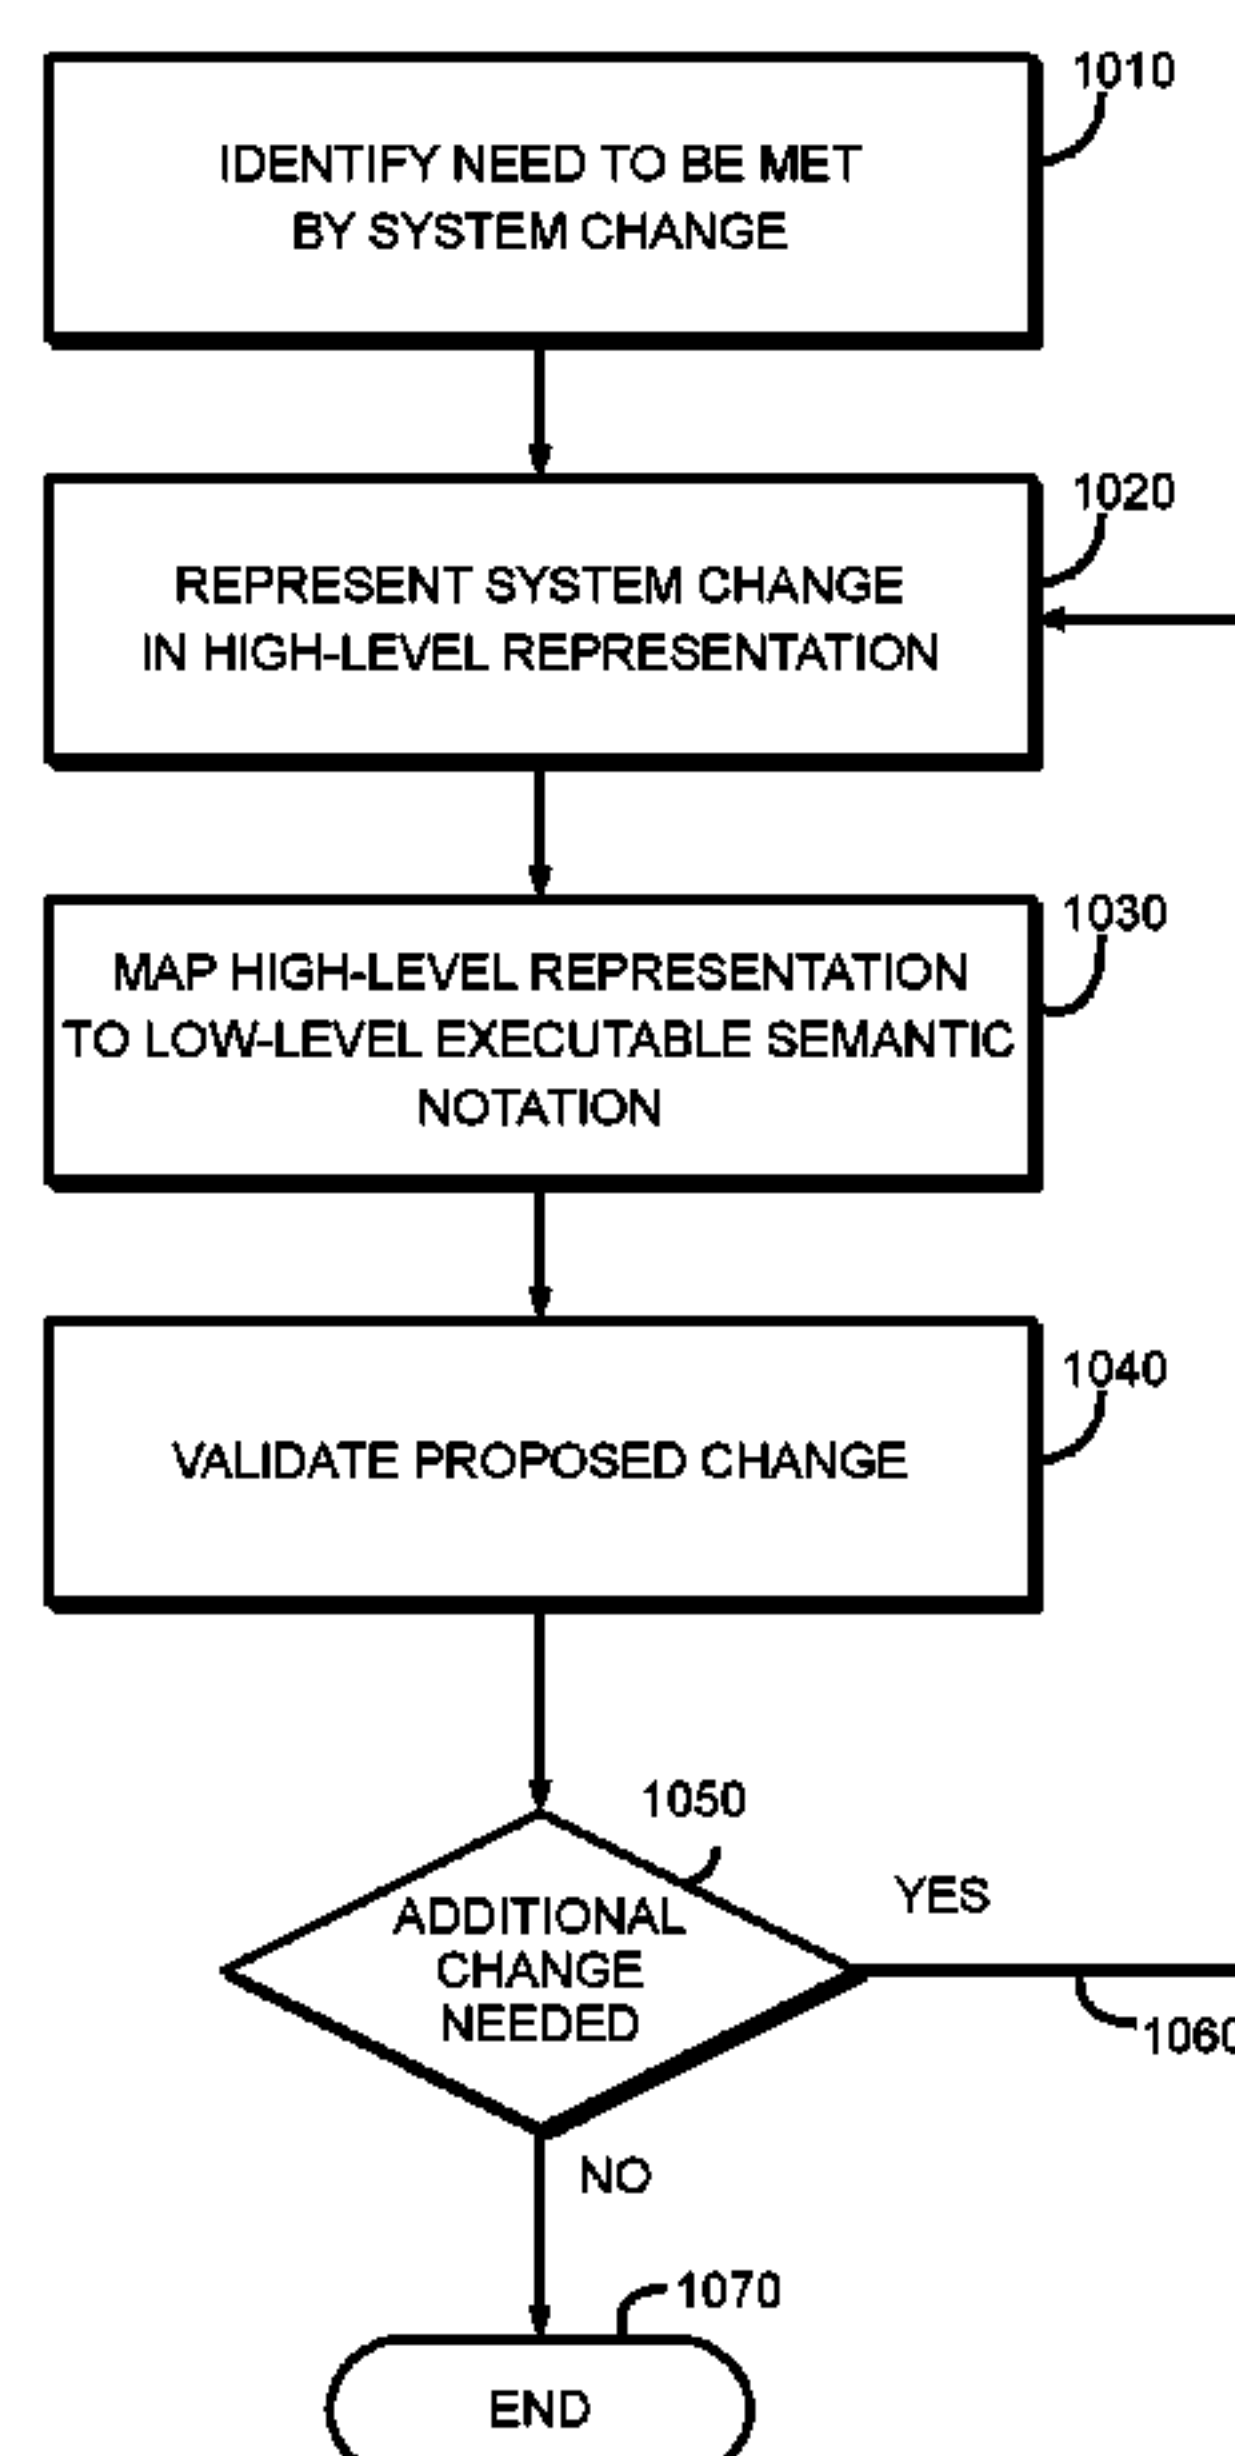 1010
IDENTIFY NEED TO BE MET
BY SYSTEM CHANGE
1020
REPRESENT SYSTEM CHANGE
IN HIGH-LEVEL REPRESENTATION
1030
MAP HIGH-LEVEL REPRESENTATION
TO LOW-LEVEL EXECUTABLE SEMANTIC
NOTATION
1040
VALIDATE PROPOSED CHANGE
1050
YES
ADDITIONAL
CHANGE
NEEDED
1060
NO
1070
END